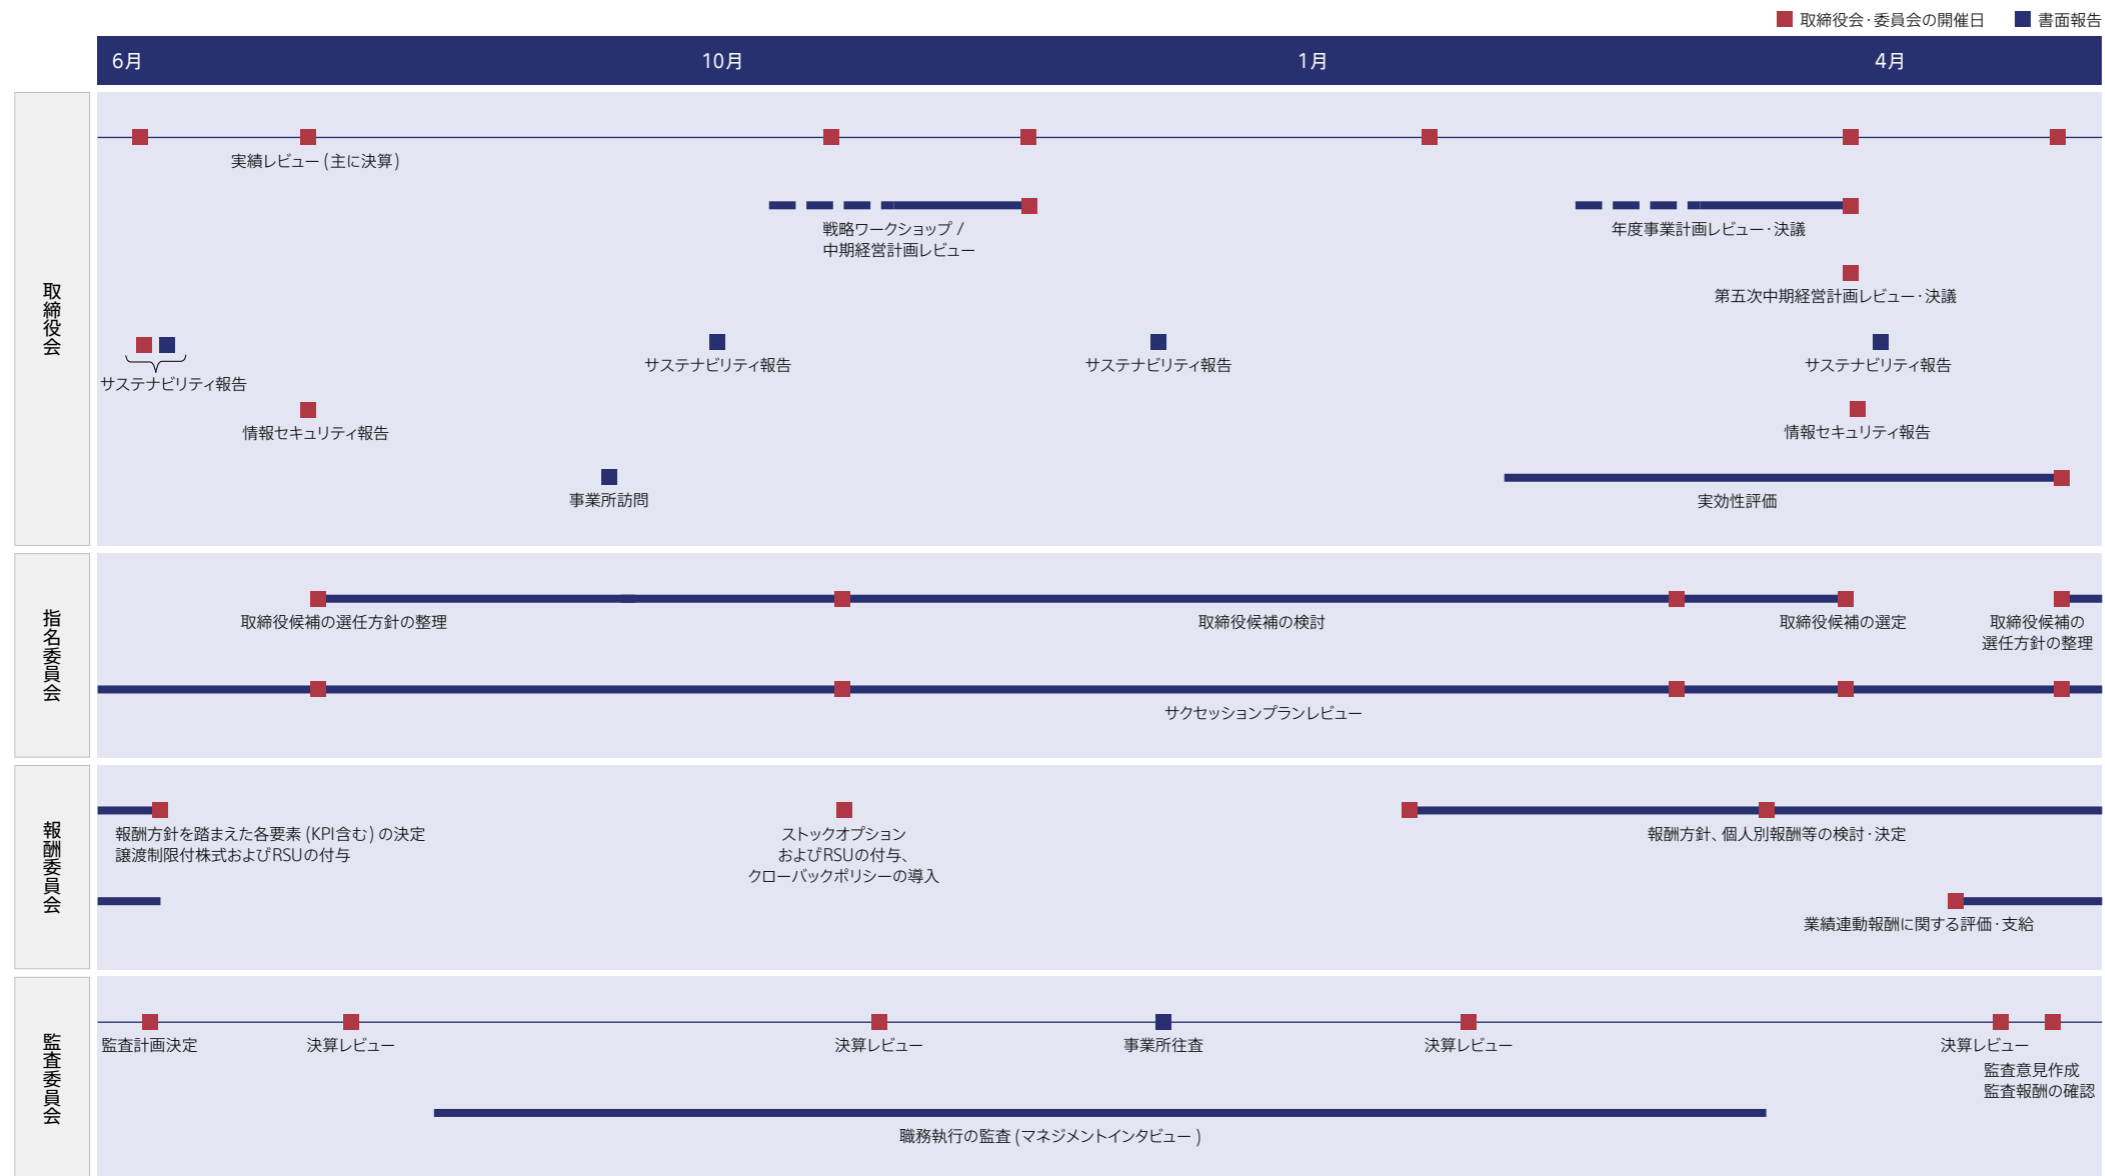 取締役会·委員会の開催日
書面報告
6月
10月
1月
4月
取締役会
実績レビュー (主に決算)
戦略ワークショップ /
中期経営計画レビュー
年度事業計画レビュー·決議
第五次中期経営計画レビュー·決議
サステナビリティ報告
サステナビリティ報告
サステナビリティ報告
サステナビリティ報告
情報セキュリティ報告
情報セキュリティ報告
事業所訪問
実効性評価
指名委員会
取締役候補の選任方針の整理
取締役候補の検討
取締役候補の選定
取締役候補の
選任方針の整理
サクセッションプランレビュー
報酬委員会
報酬方針を踏まえた各要素 (KPI含む) の決定
譲渡制限付株式およびRSUの付与
ストックオプション
およびRSUの付与、
クローバックポリシーの導入
報酬方針、個人別報酬等の検討·決定
業績連動報酬に関する評価·支給
監査委員会
監査計画決定
決算レビュー
決算レビュー
事業所往査
決算レビュー
決算レビュー
監査意見作成
監査報酬の確認
職務執行の監査 (マネジメントインタビュー )